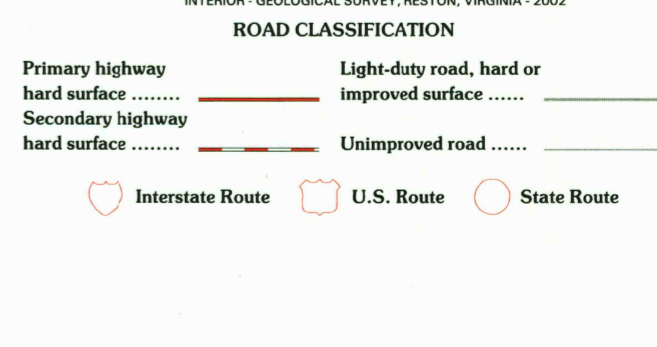 INTERIOR - GEOLOGICAL SURVEY, RESTON, VIRGINIA - 2002
ROAD CLASSIFICATION
Primary highway
hard surface ........
Light-duty road, hard or
improved surface ......
Secondary highway
hard surface ........
Unimproved road ......
Interstate Route
U.S. Route
State Route